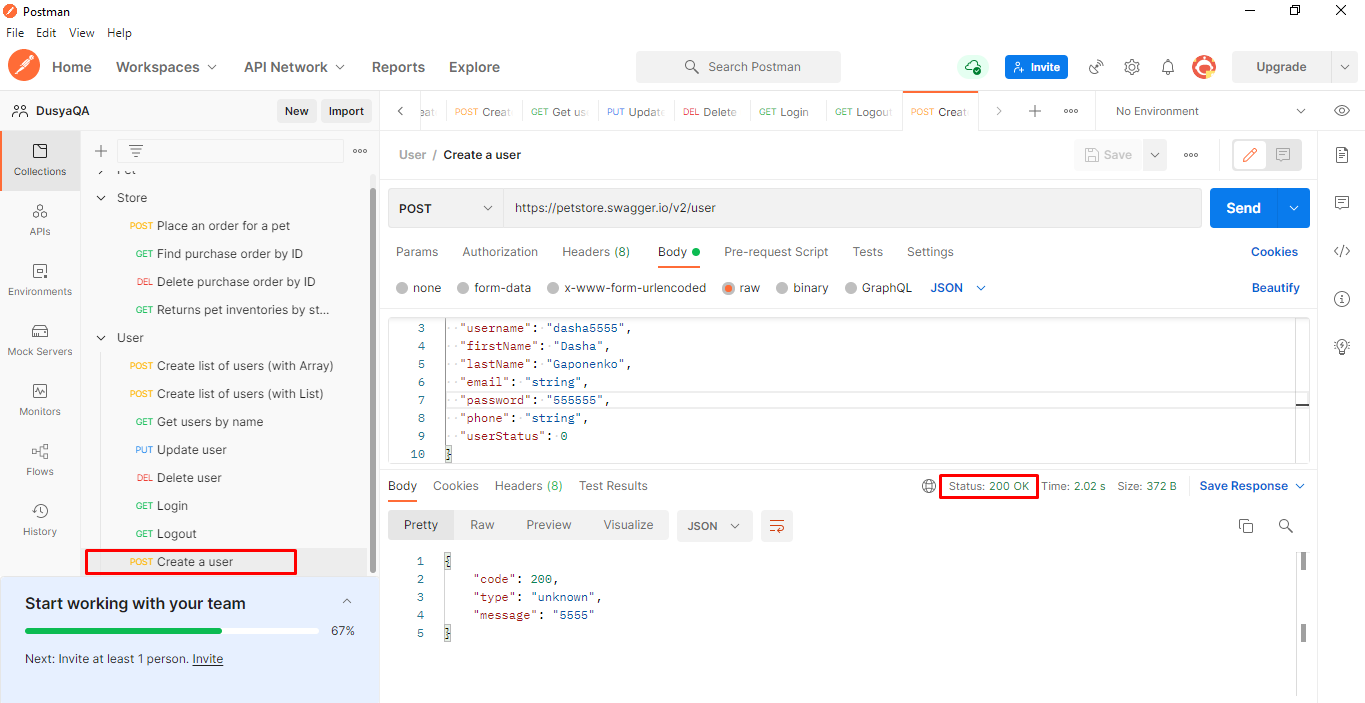 Postman
File Edit View Help
Home Workspaces API Network Reports Explore
Search Postman
Invite
Upgrade
DusyaQA
New Import
POST Creat
GET Get us
PUT Update
DEL Delete
GET Login
GET Logout
POST Creat
No Environment
Collections
APIs
Environments
Mock Servers
Monitors
Flows
History
Store
POST Place an order for a pet
GET Find purchase order by ID
DEL Delete purchase order by ID
GET Returns pet inventories by st...
User
POST Create list of users (with Array)
POST Create list of users (with List)
GET Get users by name
PUT Update user
DEL Delete user
GET Login
GET Logout
POST Create a user
Start working with your team
67%
Next: Invite at least 1 person. Invite
User / Create a user
Save
POST https://petstore.swagger.io/v2/user
Send
Params Authorization Headers (8) Body Pre-request Script Tests Settings Cookies
none form-data x-www-form-urlencoded raw binary GraphQL JSON Beautify
3 "username": "dasha5555",
4 "firstName": "Dasha",
5 "lastName": "Gaponenko",
6 "email": "string",
7 "password": "555555",
8 "phone": "string",
9 "userStatus": 0
10 }
Body Cookies Headers (8) Test Results Status: 200 OK Time: 2.02 s Size: 372 B Save Response
Pretty Raw Preview Visualize JSON
1 {
2 "code": 200,
3 "type": "unknown",
4 "message": "5555"
5 }